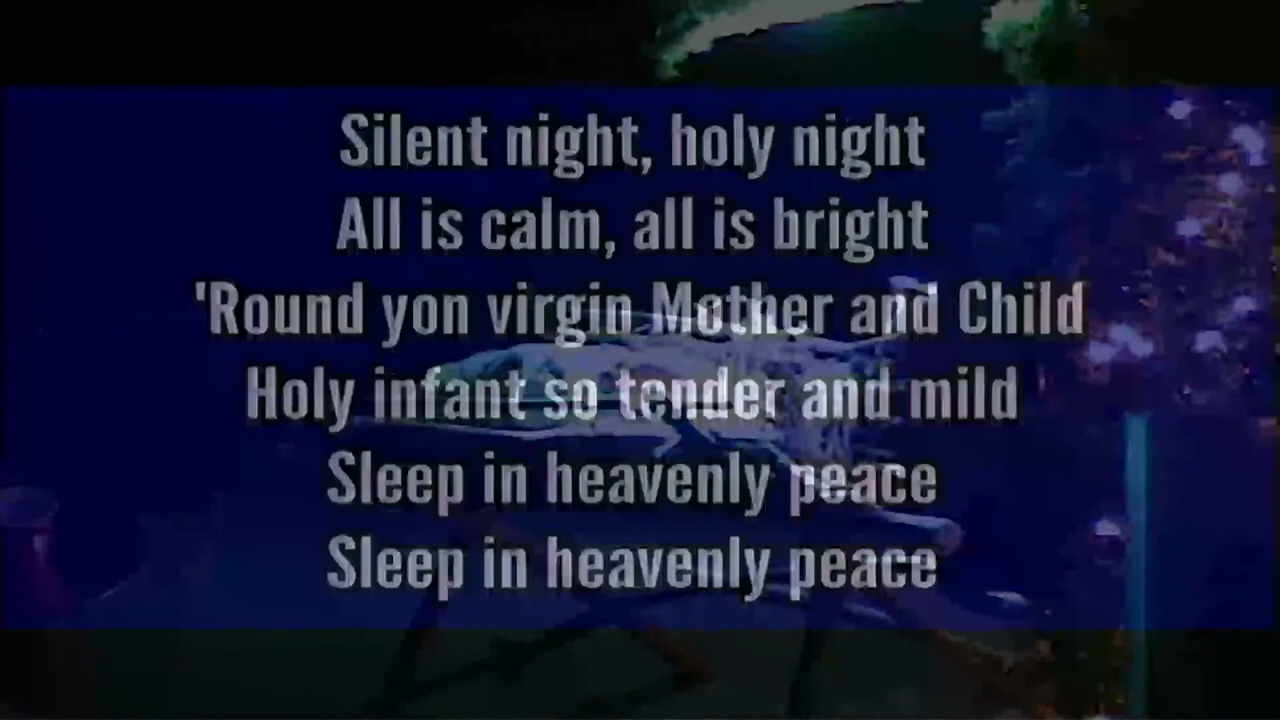 Silent night, holy night
All is calm, all is bright
'Round yon virgin Mother and Child
Holy infant so tender and mild
Sleep in heavenly peace
Sleep in heavenly peace